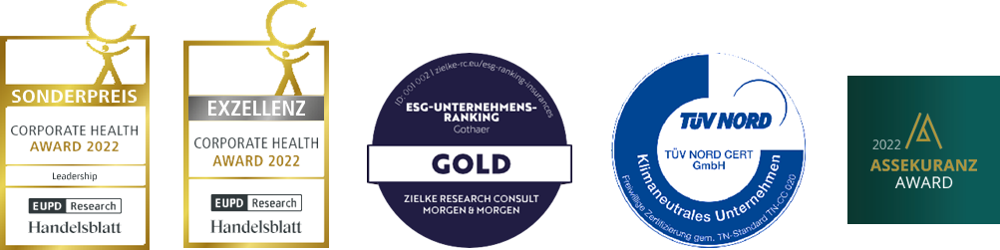 SONDERPREIS
CORPORATE HEALTH
AWARD 2022
Leadership
EUPD Research
Handelsblatt
EXZELLENZ
CORPORATE HEALTH
AWARD 2022
EUPD Research
Handelsblatt
ID: 001 002 | zielke-rc.eu/esg-ranking-insurances
ESG-UNTERNEHMENS-
RANKING
Gothaer
GOLD
ZIELKE RESEARCH CONSULT
MORGEN & MORGEN
TÜV NORD
TÜV NORD CERT
GmbH
Klimaneutrales Unternehmen
Freiwillige Zertifizierung gem. TN-Standard TN-CC 020
2022
ASSEKURANZ
AWARD